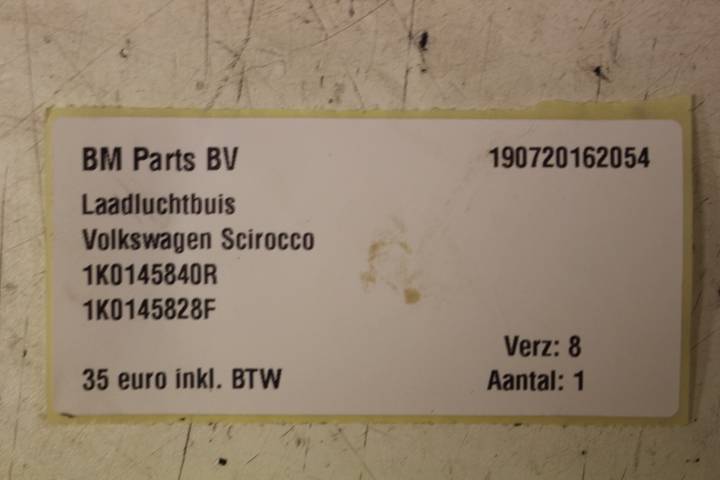 BM Parts BV 190720162054
Laadluchtbuis
Volkswagen Scirocco
1K0145840R
1K0145828F
Verz: 8
35 euro inkl. BTW Aantal: 1